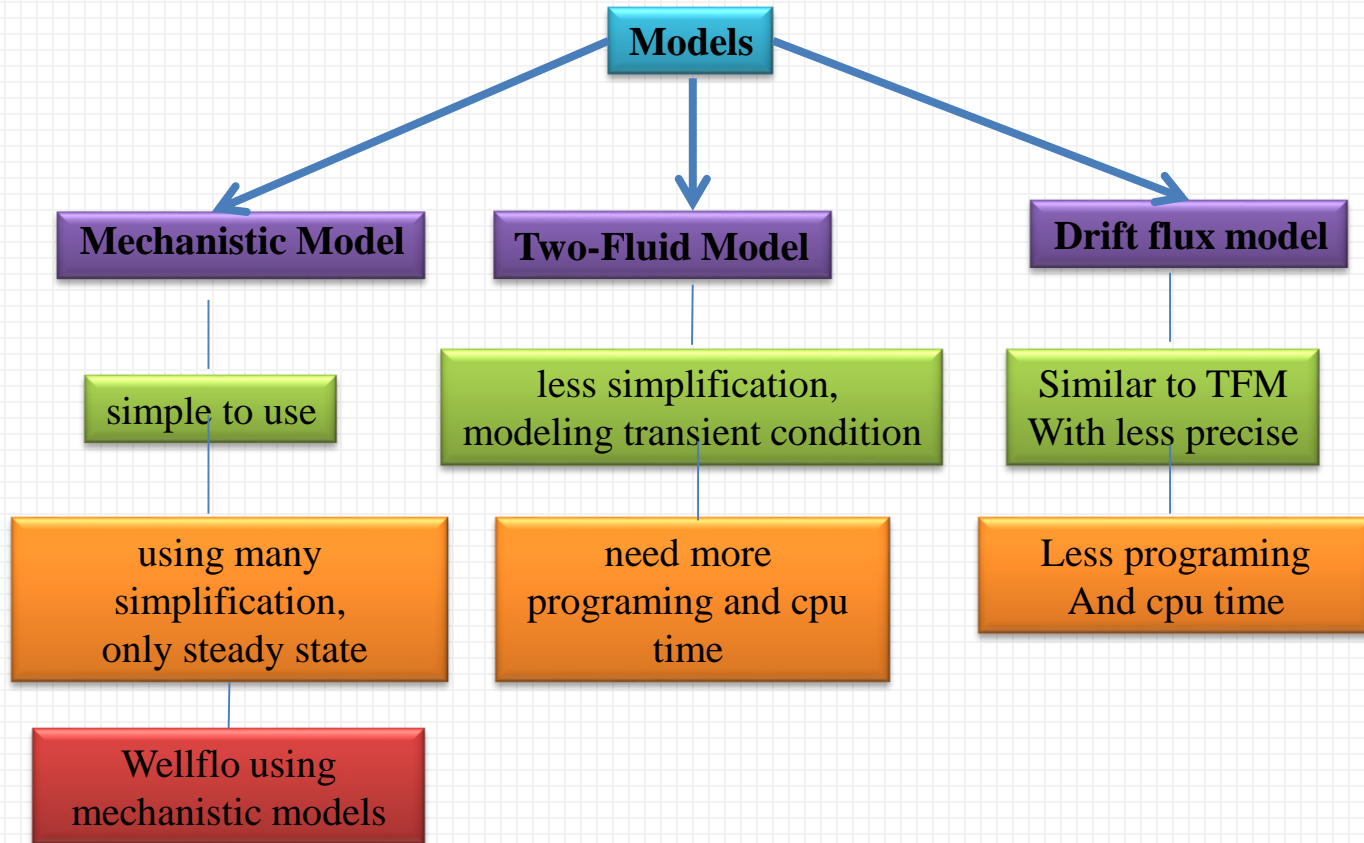 Models
Mechanistic Model
Two-Fluid Model
Drift flux model
simple to use
less simplification,
modeling transient condition
Similar to TFM
With less precise
using many
simplification,
only steady state
need more
programing and cpu
time
Less programing
And cpu time
Wellflo using
mechanistic models